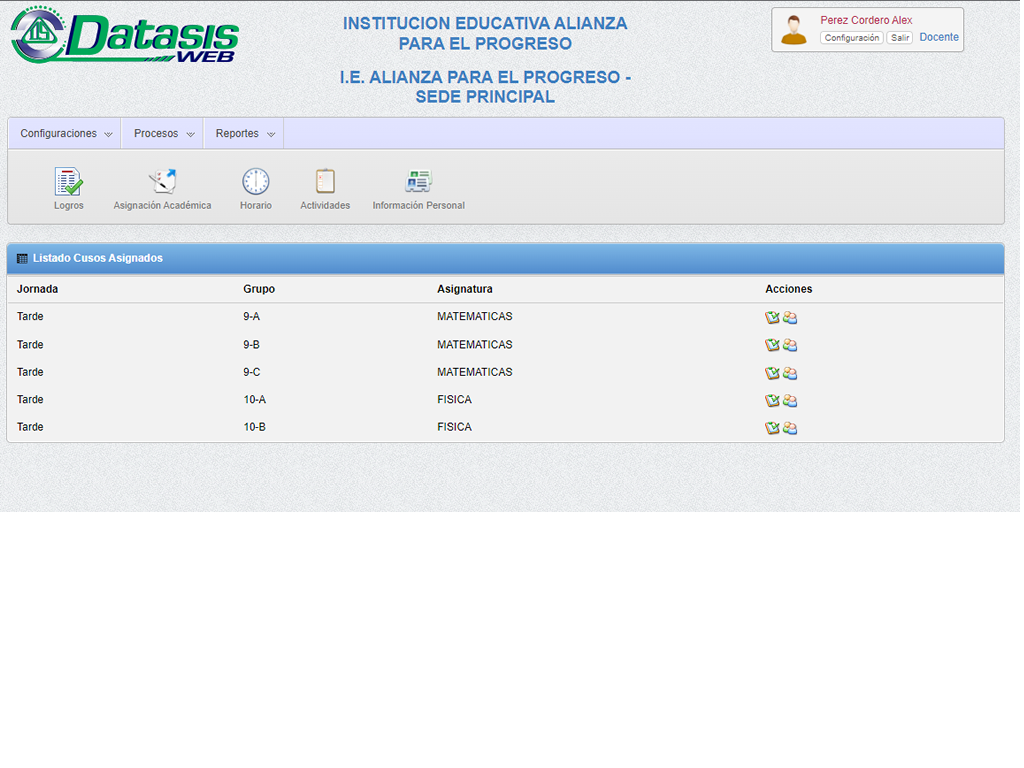 Datasis
WEB
INSTITUCION EDUCATIVA ALIANZA
PARA EL PROGRESO
I.E. ALIANZA PARA EL PROGRESO -
SEDE PRINCIPAL
Perez Cordero Alex
Configuración Salir Docente
Configuraciones Procesos Reportes
Logros Asignación Académica Horario Actividades Información Personal
Listado Cusos Asignados
Jornada Grupo Asignatura Acciones
Tarde 9-A MATEMATICAS
Tarde 9-B MATEMATICAS
Tarde 9-C MATEMATICAS
Tarde 10-A FISICA
Tarde 10-B FISICA